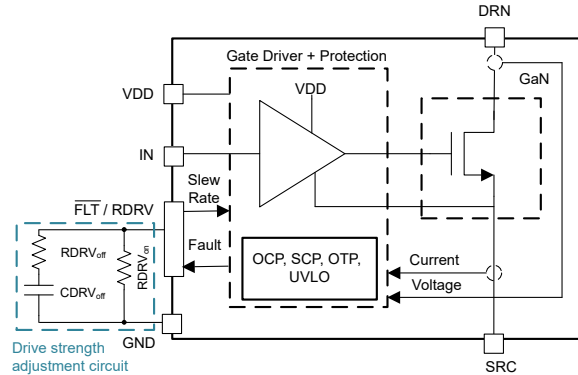 DRN
Gate Driver + Protection
GaN
VDD
VDD
IN
Slew
Rate
FLT / RDRV
Fault
RDRVoff
RDRVon
CDRVoff
OCP, SCP, OTP,
UVLO
Current
Voltage
GND
SRC
Drive strength
adjustment circuit